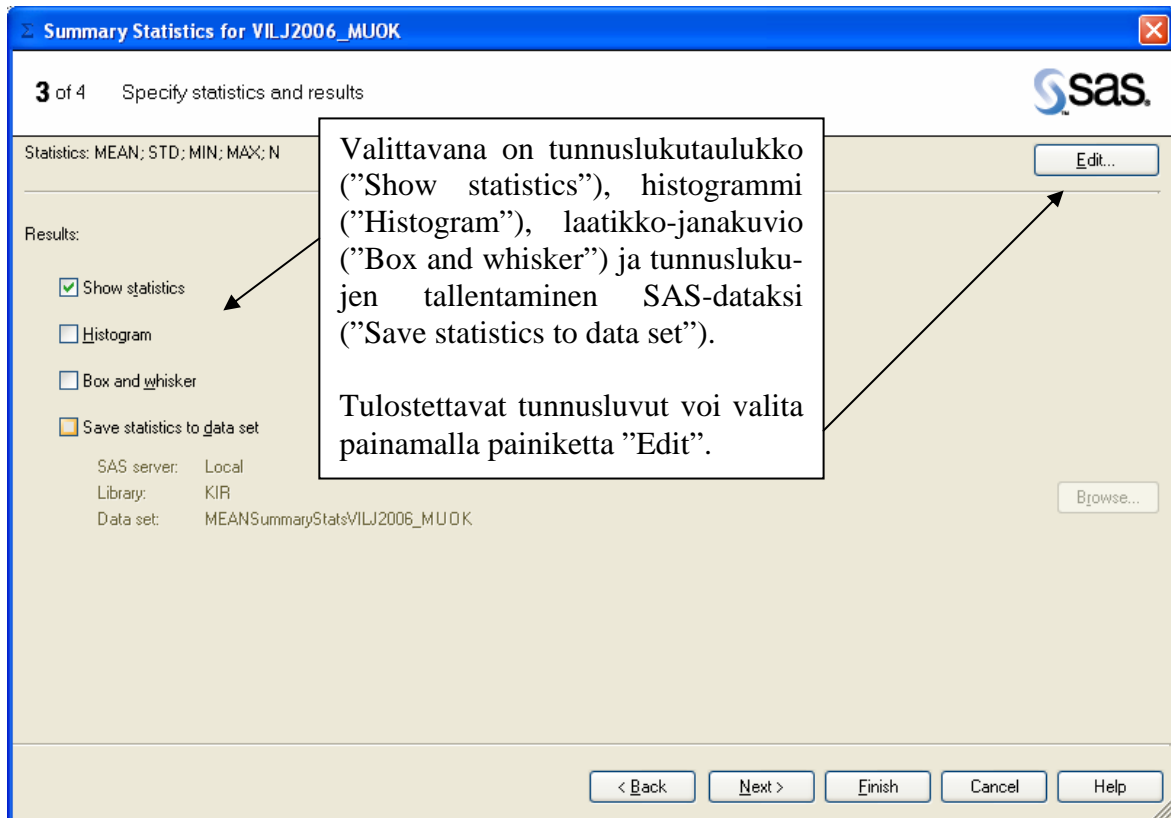 Σ Summary Statistics for VILJ2006_MUOK
3 of 4 Specify statistics and results
sas.
TM
Statistics: MEAN; STD; MIN; MAX; N
Edit...
Valittavana on tunnuslukutaulukko
(”Show statistics”), histogrammi
(”Histogram”), laatikko-janakuvio
(”Box and whisker”) ja tunnusluku-
jen tallentaminen SAS-dataksi
(”Save statistics to data set”).
Tulostettavat tunnusluvut voi valita
painamalla painiketta ”Edit”.
Results:
Show statistics
Histogram
Box and whisker
Save statistics to data set
SAS server: Local
Library: KIR
Data set: MEANSummaryStatsVILJ2006_MUOK
Browse...
< Back
Next >
Finish
Cancel
Help